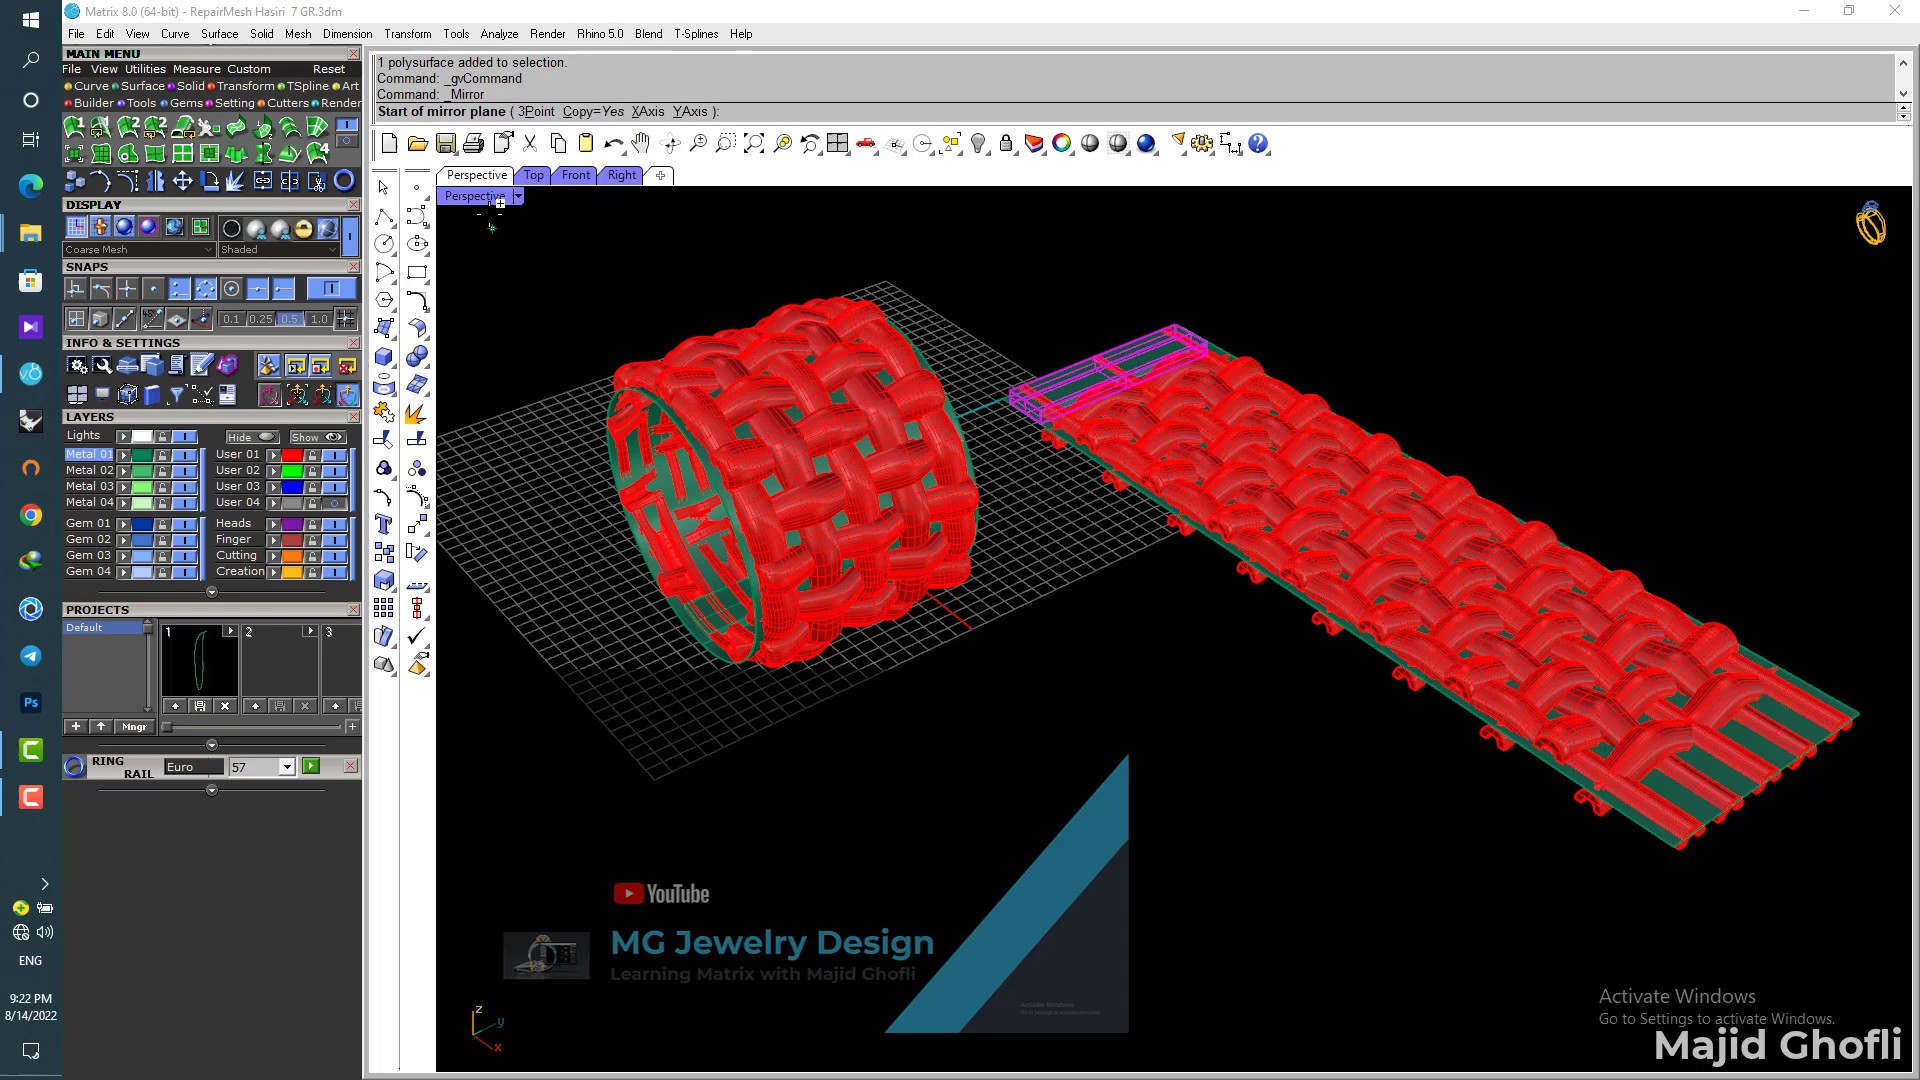 Matrix 8.0 (64-bit) - RepairMesh Hasiri 7 GR.3dm
File Edit View Curve Surface Solid Mesh Dimension Transform Tools Analyze Render Rhino 5.0 Blend T-Splines Help
MAIN MENU
File View Utilities Measure Custom Reset
Curve Surface Solid Transform TSpline Art
Builder Tools Gems Setting Cutters Render
1 polysurface added to selection.
Command: _gvCommand
Command: _Mirror
Start of mirror plane ( 3Point Copy=Yes XAxis YAxis ):
Perspective Top Front Right
Perspective
DISPLAY
Coarse Mesh Shaded
SNAPS
0.1 0.25 0.5 1.0
INFO & SETTINGS
LAYERS
Lights Hide Show
Metal 01 User 01
Metal 02 User 02
Metal 03 User 03
Metal 04 User 04
Gem 01 Heads
Gem 02 Finger
Gem 03 Cutting
Gem 04 Creation
PROJECTS
Default
1 2 3
Mngr
RING RAIL Euro 57
Ps
ENG
9:22 PM
8/14/2022
YouTube
MG Jewelry Design
Learning Matrix with Majid Ghofli
z
y
x
Activate Windows
Go to Settings to activate Windows.
Majid Ghofli